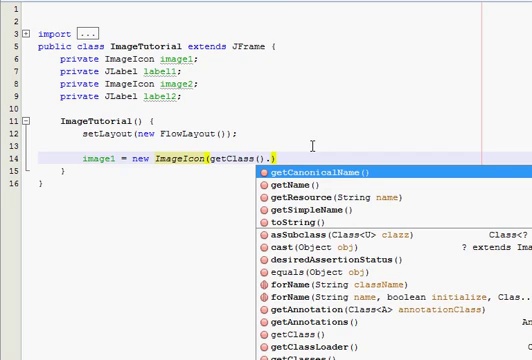 1
2
3 import ...
5 public class ImageTutorial extends JFrame {
6 private ImageIcon image1;
7 private JLabel label1;
8 private ImageIcon image2;
9 private JLabel label2;
10
11 ImageTutorial() {
12 setLayout(new FlowLayout());
13
14 image1 = new ImageIcon(getClass().)
15 }
16 }
getCanonicalName()
getName()
getResource(String name)
getSimpleName()
toString()
asSubclass(Class<U> clazz) Class<?
cast(Object obj) ? extends Ima
desiredAssertionStatus()
equals(Object obj)
forName(String className)
forName(String name, boolean initialize, Clas..
getAnnotation(Class<A> annotationClass)
getAnnotations() An
getClass()
getClassLoader()
getClasses()